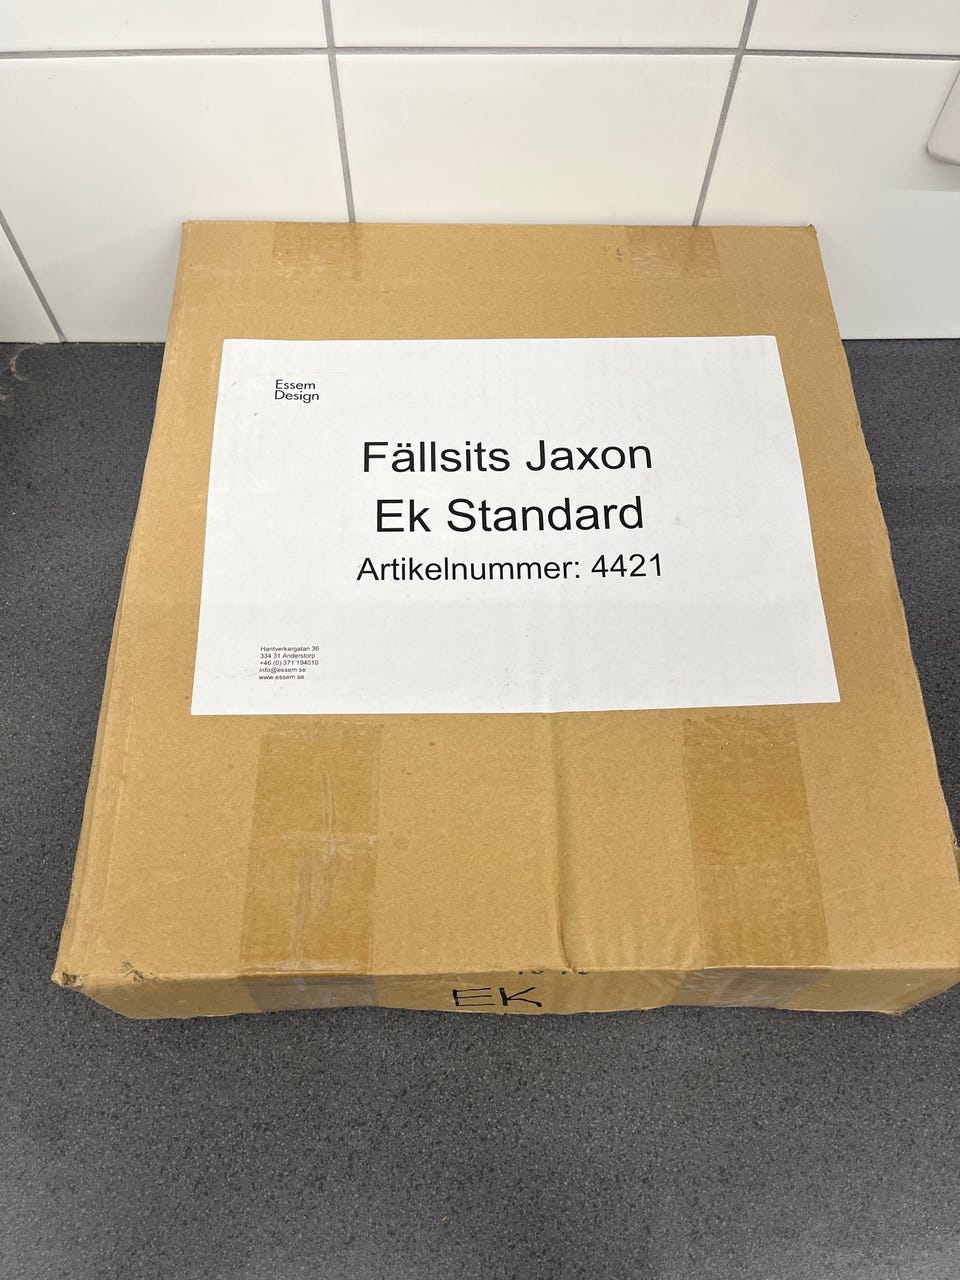 Essem
Design
Fällsits Jaxon
Ek Standard
Artikelnummer: 4421
Hantverkargatan 36
334 31 Anderstorp
+46 (0) 371 194010
info@essem.se
www.essem.se
EK